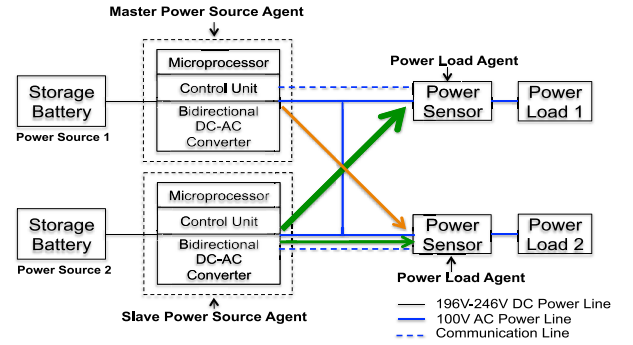 Master Power Source Agent
Microprocessor
Control Unit
Bidirectional
DC-AC
Converter
Storage
Battery
Power Source 1
Power Load Agent
Power
Sensor
Power
Load 1
Microprocessor
Control Unit
Bidirectional
DC-AC
Converter
Storage
Battery
Power Source 2
Power
Sensor
Power
Load 2
Power Load Agent
Slave Power Source Agent
196V-246V DC Power Line
100V AC Power Line
Communication Line